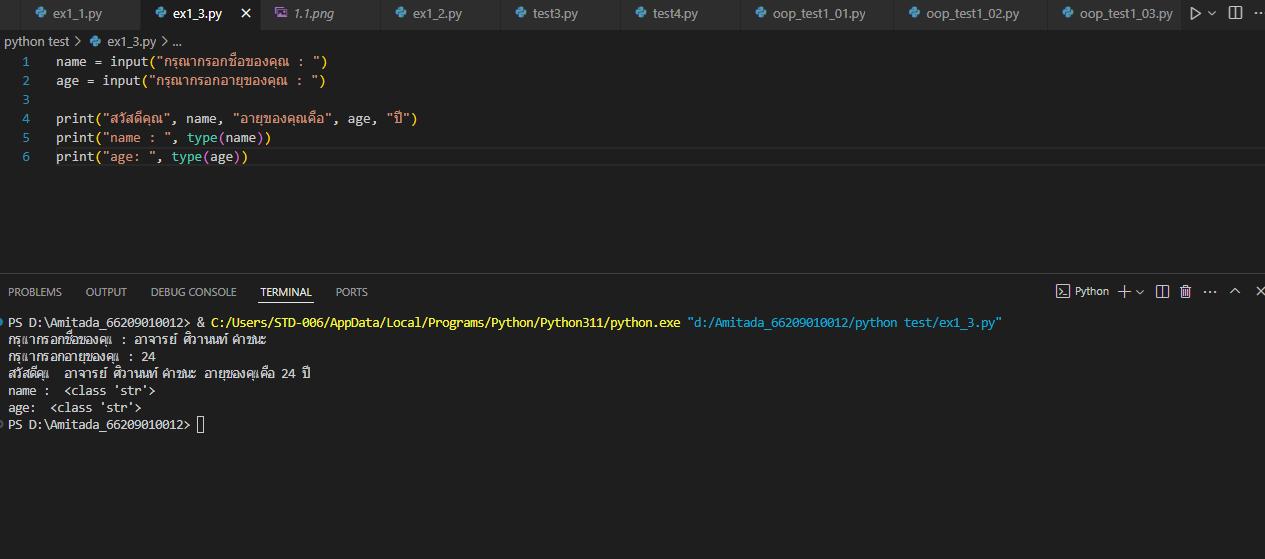 ex1_1.py ex1_3.py 1.1.png ex1_2.py test3.py test4.py oop_test1_01.py oop_test1_02.py oop_test1_03.py
python test > ex1_3.py > ...
1 name = input("กรุณากรอกชื่อของคุณ : ")
2 age = input("กรุณากรอกอายุของคุณ : ")
3
4 print("สวัสดีคุณ", name, "อายุของคุณคือ", age, "ปี")
5 print("name : ", type(name))
6 print("age: ", type(age))
PROBLEMS OUTPUT DEBUG CONSOLE TERMINAL PORTS Python
PS D:\Amitada_66209010012> & C:/Users/STD-006/AppData/Local/Programs/Python/Python311/python.exe "d:/Amitada_66209010012/python test/ex1_3.py"
กรุณากรอกชื่อของคุณ : อาจารย์ ศิวานนท์ คำชนะ
กรุณากรอกอายุของคุณ : 24
สวัสดีคุณ อาจารย์ ศิวานนท์ คำชนะ อายุของคุณคือ 24 ปี
name :  <class 'str'>
age:  <class 'str'>
PS D:\Amitada_66209010012>